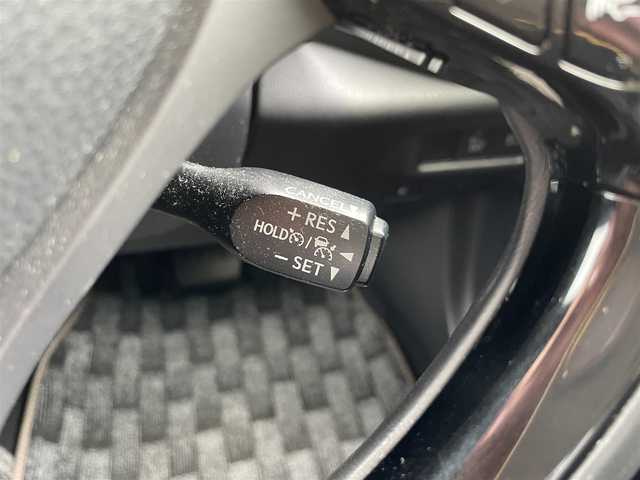 CANCEL
+ RES
HOLD /
− SET